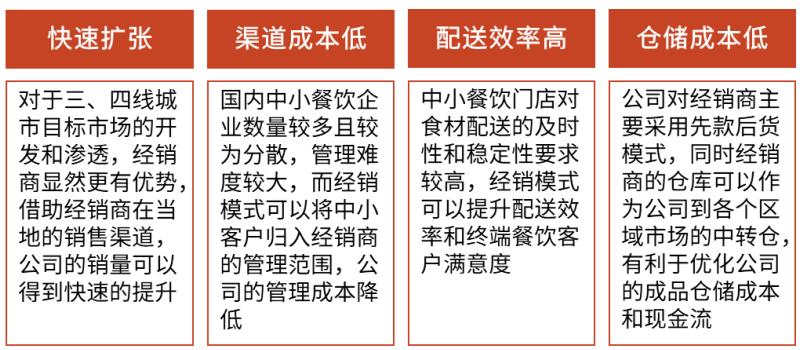 快速扩张
对于三、四线城
市目标市场的开
发和渗透，经销
商显然更有优势，
借助经销商在当
地的销售渠道，
公司的销量可以
得到快速的提升
渠道成本低
国内中小餐饮企
业数量较多且较
为分散，管理难
度较大，而经销
模式可以将中小
客户归入经销商
的管理范围，公
司的管理成本降
低
配送效率高
中小餐饮门店对
食材配送的及时
性和稳定性要求
较高，经销模式
可以提升配送效
率和终端餐饮客
户满意度
仓储成本低
公司对经销商主
要采用先款后货
模式，同时经销
商的仓库可以作
为公司到各个区
域市场的中转仓，
有利于优化公司
的成品仓储成本
和现金流